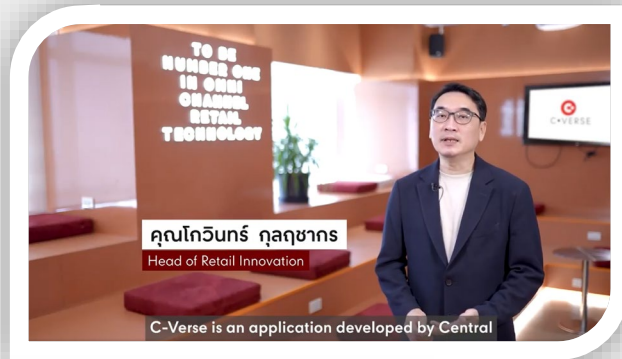 TO BE
NUMBER ONE
IN OMNI
CHANNEL
RETAIL
TECHNOLOGY
C•VERSE
คุณโกวินทร์ กุลฤชากร
Head of Retail Innovation
C-Verse is an application developed by Central